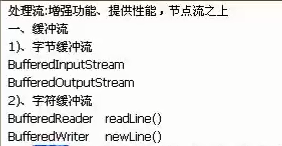 处理流:增强功能、提供性能，节点流之上
一、缓冲流
1)、字节缓冲流
BufferedInputStream
BufferedOutputStream
2)、字符缓冲流
BufferedReader readLine()
BufferedWriter newLine()